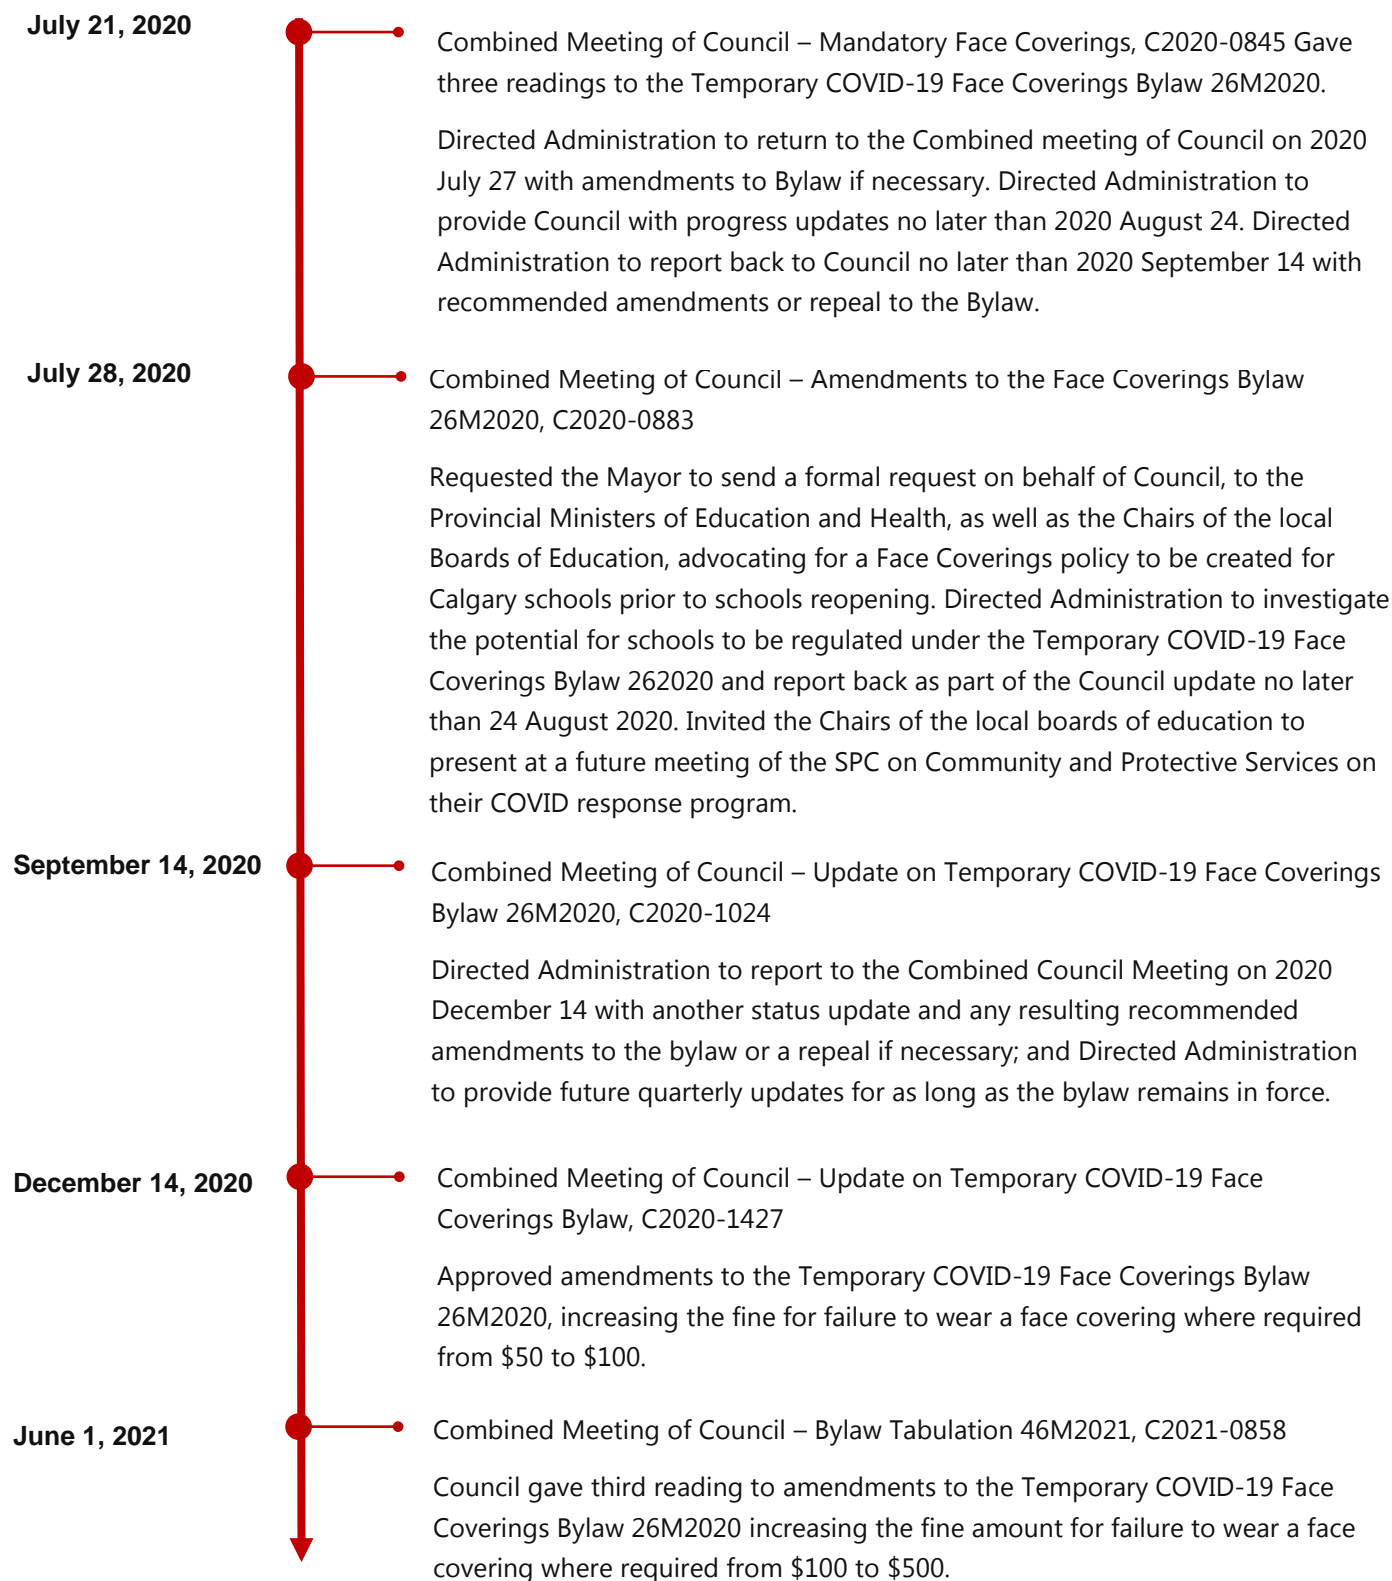 July 21, 2020
Combined Meeting of Council – Mandatory Face Coverings, C2020-0845 Gave
three readings to the Temporary COVID-19 Face Coverings Bylaw 26M2020.
Directed Administration to return to the Combined meeting of Council on 2020
July 27 with amendments to Bylaw if necessary. Directed Administration to
provide Council with progress updates no later than 2020 August 24. Directed
Administration to report back to Council no later than 2020 September 14 with
recommended amendments or repeal to the Bylaw.
July 28, 2020
Combined Meeting of Council – Amendments to the Face Coverings Bylaw
26M2020, C2020-0883
Requested the Mayor to send a formal request on behalf of Council, to the
Provincial Ministers of Education and Health, as well as the Chairs of the local
Boards of Education, advocating for a Face Coverings policy to be created for
Calgary schools prior to schools reopening. Directed Administration to investigate
the potential for schools to be regulated under the Temporary COVID-19 Face
Coverings Bylaw 262020 and report back as part of the Council update no later
than 24 August 2020. Invited the Chairs of the local boards of education to
present at a future meeting of the SPC on Community and Protective Services on
their COVID response program.
September 14, 2020
Combined Meeting of Council – Update on Temporary COVID-19 Face Coverings
Bylaw 26M2020, C2020-1024
Directed Administration to report to the Combined Council Meeting on 2020
December 14 with another status update and any resulting recommended
amendments to the bylaw or a repeal if necessary; and Directed Administration
to provide future quarterly updates for as long as the bylaw remains in force.
December 14, 2020
Combined Meeting of Council – Update on Temporary COVID-19 Face
Coverings Bylaw, C2020-1427
Approved amendments to the Temporary COVID-19 Face Coverings Bylaw
26M2020, increasing the fine for failure to wear a face covering where required
from $50 to $100.
June 1, 2021
Combined Meeting of Council – Bylaw Tabulation 46M2021, C2021-0858
Council gave third reading to amendments to the Temporary COVID-19 Face
Coverings Bylaw 26M2020 increasing the fine amount for failure to wear a face
covering where required from $100 to $500.